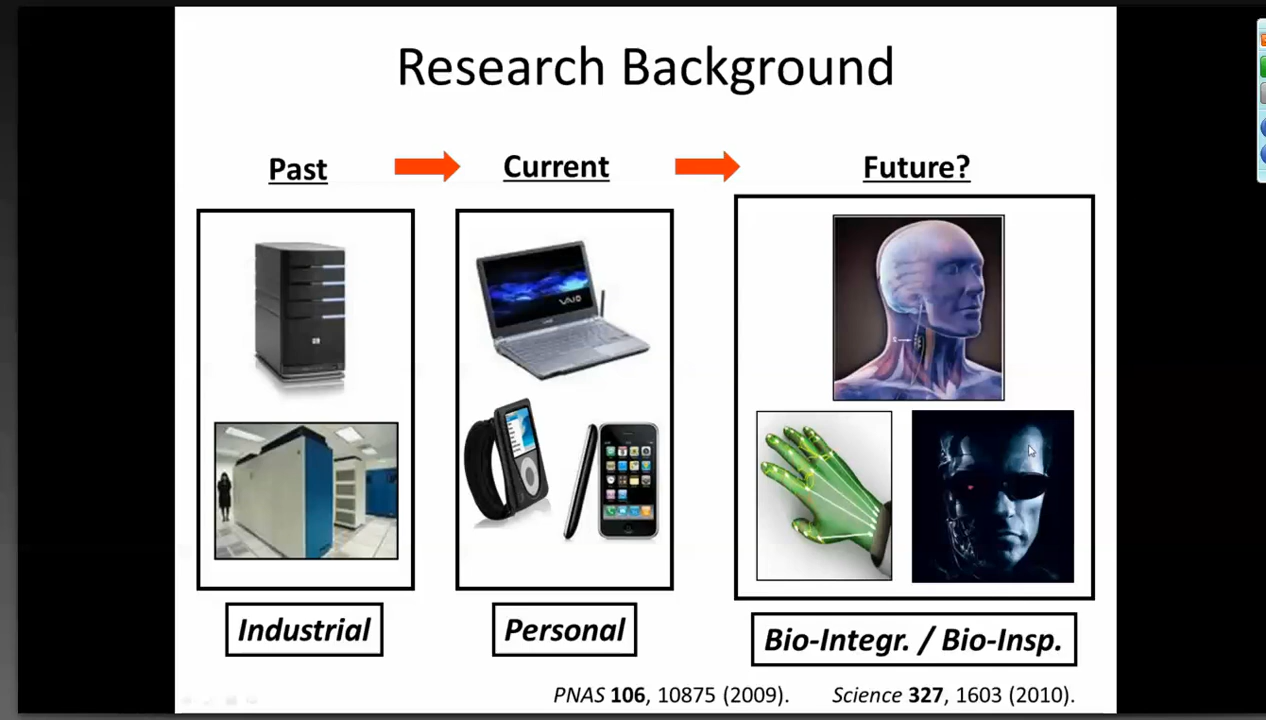 Research Background
Past
Current
Future?
VAIO
Industrial
Personal
Bio-Integr. / Bio-Insp.
PNAS 106, 10875 (2009).
Science 327, 1603 (2010).